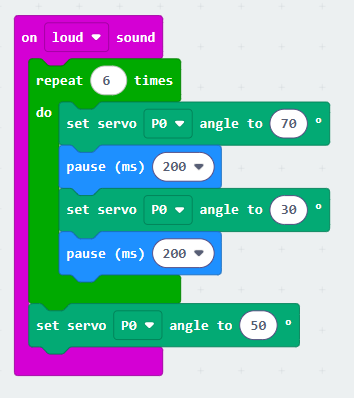 on loud sound
repeat 6 times
do
set servo P0 angle to 70 °
pause (ms) 200
set servo P0 angle to 30 °
pause (ms) 200
set servo P0 angle to 50 °